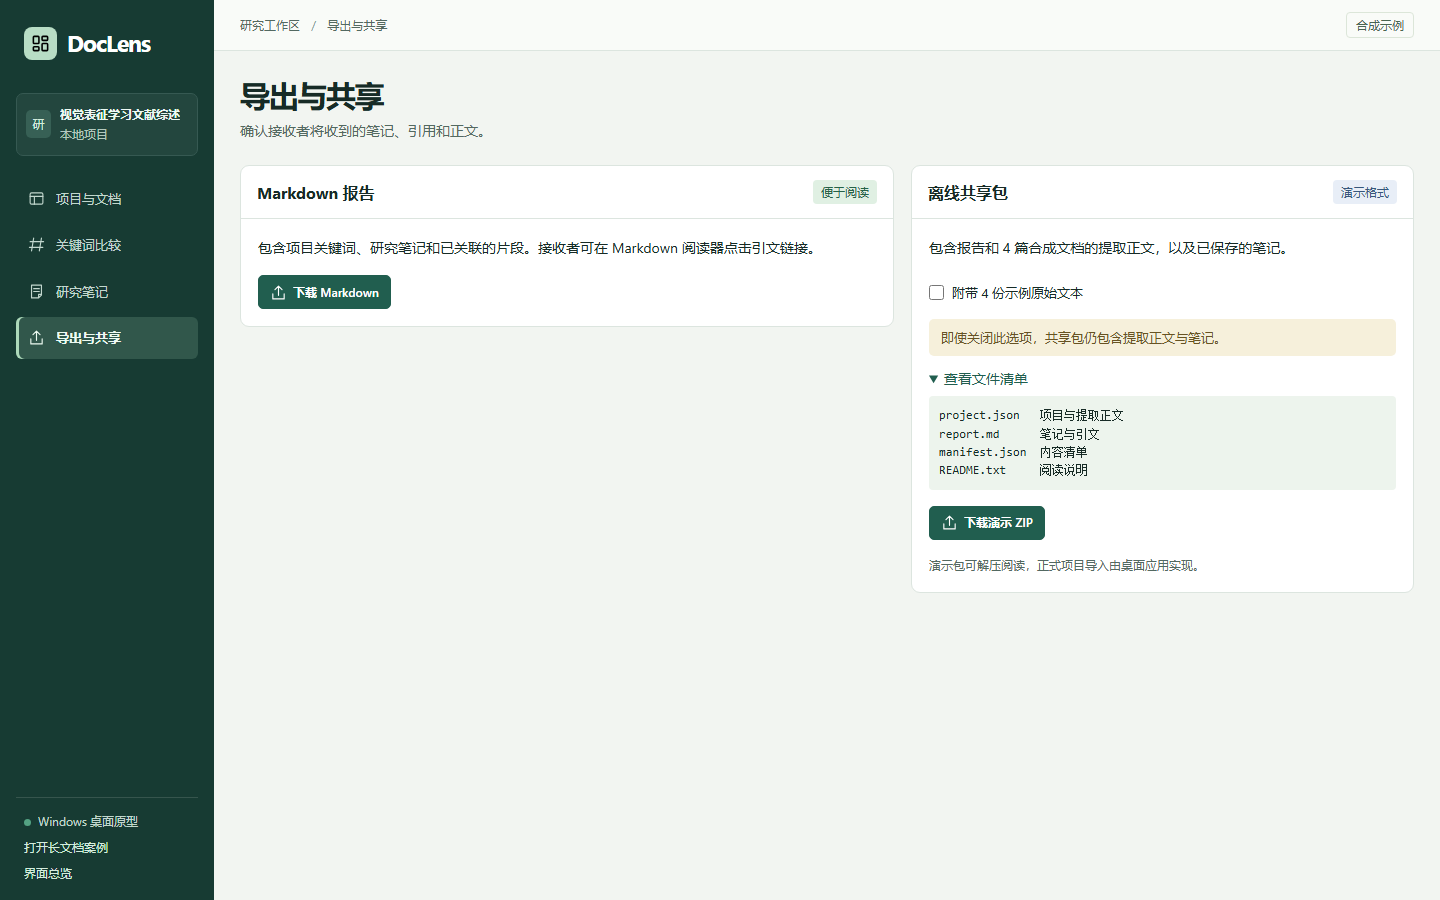 DocLens
研
视觉表征学习文献综述
本地项目
项目与文档
关键词比较
研究笔记
导出与共享
Windows 桌面原型
打开长文档案例
界面总览
研究工作区 / 导出与共享
合成示例
导出与共享
确认接收者将收到的笔记、引用和正文。
Markdown 报告
便于阅读
包含项目关键词、研究笔记和已关联的片段。接收者可在 Markdown 阅读器点击引文链接。
下载 Markdown
离线共享包
演示格式
包含报告和 4 篇合成文档的提取正文，以及已保存的笔记。
附带 4 份示例原始文本
即使关闭此选项，共享包仍包含提取正文与笔记。
▼ 查看文件清单
project.json 项目与提取正文
report.md 笔记与引文
manifest.json 内容清单
README.txt 阅读说明
下载演示 ZIP
演示包可解压阅读，正式项目导入由桌面应用实现。